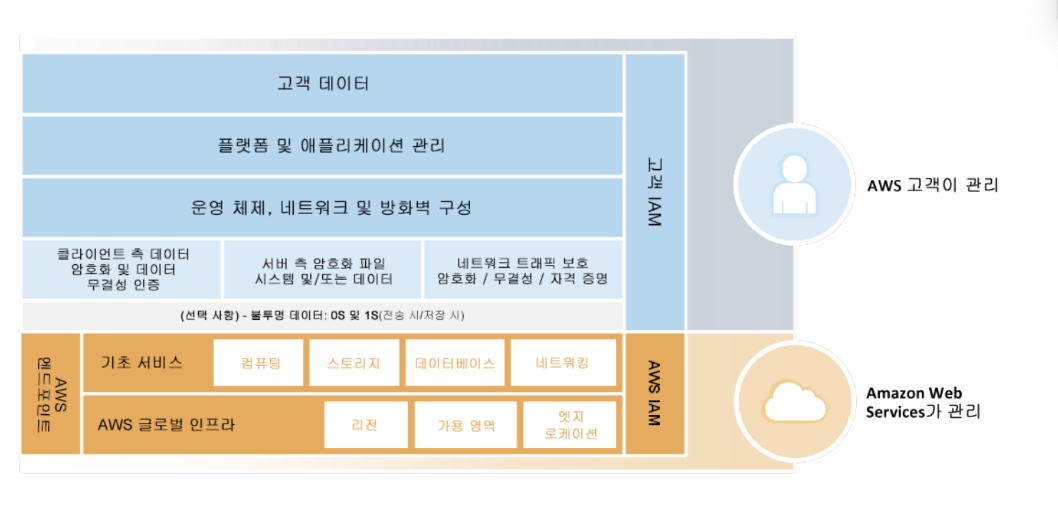 고객 데이터
플랫폼 및 애플리케이션 관리
운영 체제, 네트워크 및 방화벽 구성
클라이언트 측 데이터
암호화 및 데이터
무결성 인증
서버 측 암호화 파일
시스템 및/또는 데이터
네트워크 트래픽 보호
암호화 / 무결성 / 자격 증명
(선택 사항) - 불투명 데이터: 0S 및 1S(전송 시/저장 시)
고객 IAM
AWS 고객이 관리
AWS
엔드포인트
기초 서비스
컴퓨팅
스토리지
데이터베이스
네트워킹
AWS 글로벌 인프라
리전
가용 영역
엣지
로케이션
AWS IAM
Amazon Web
Services가 관리